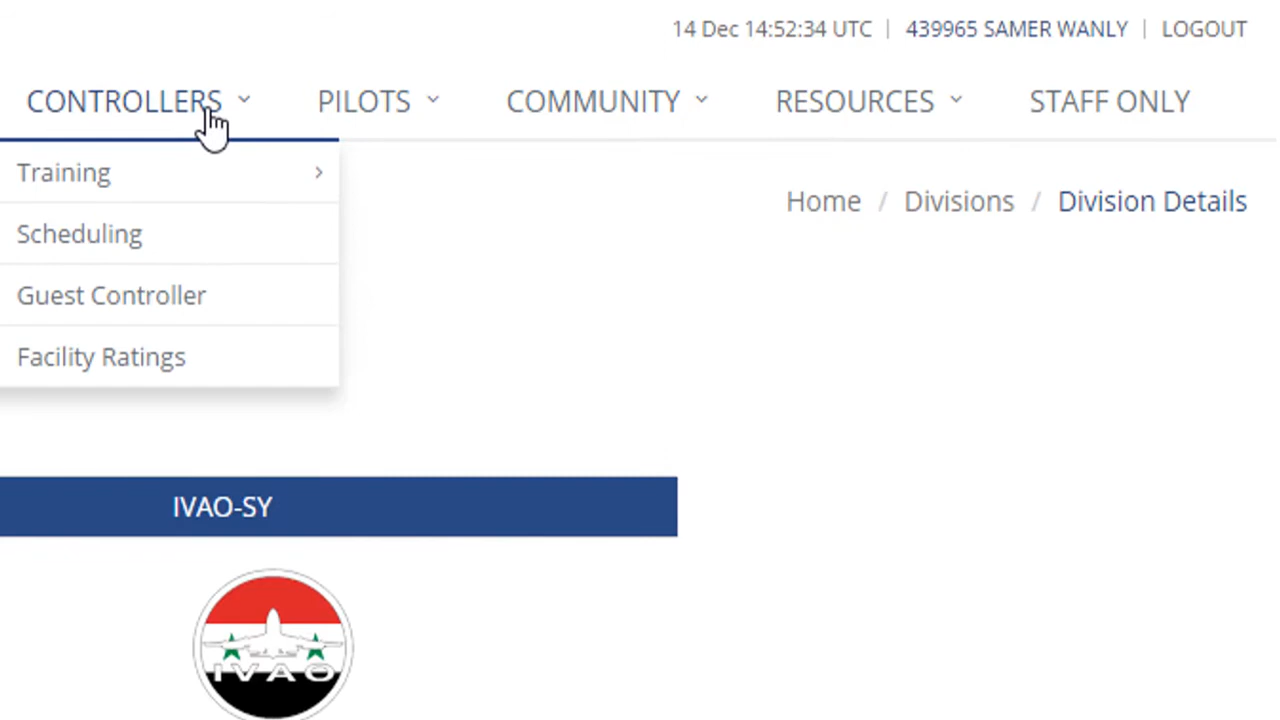 14 Dec 14:52:34 UTC | 439965 SAMER WANLY | LOGOUT
CONTROLLERS PILOTS COMMUNITY RESOURCES STAFF ONLY
Training
Home / Divisions / Division Details
Scheduling
Guest Controller
Facility Ratings
IVAO-SY
IVAO